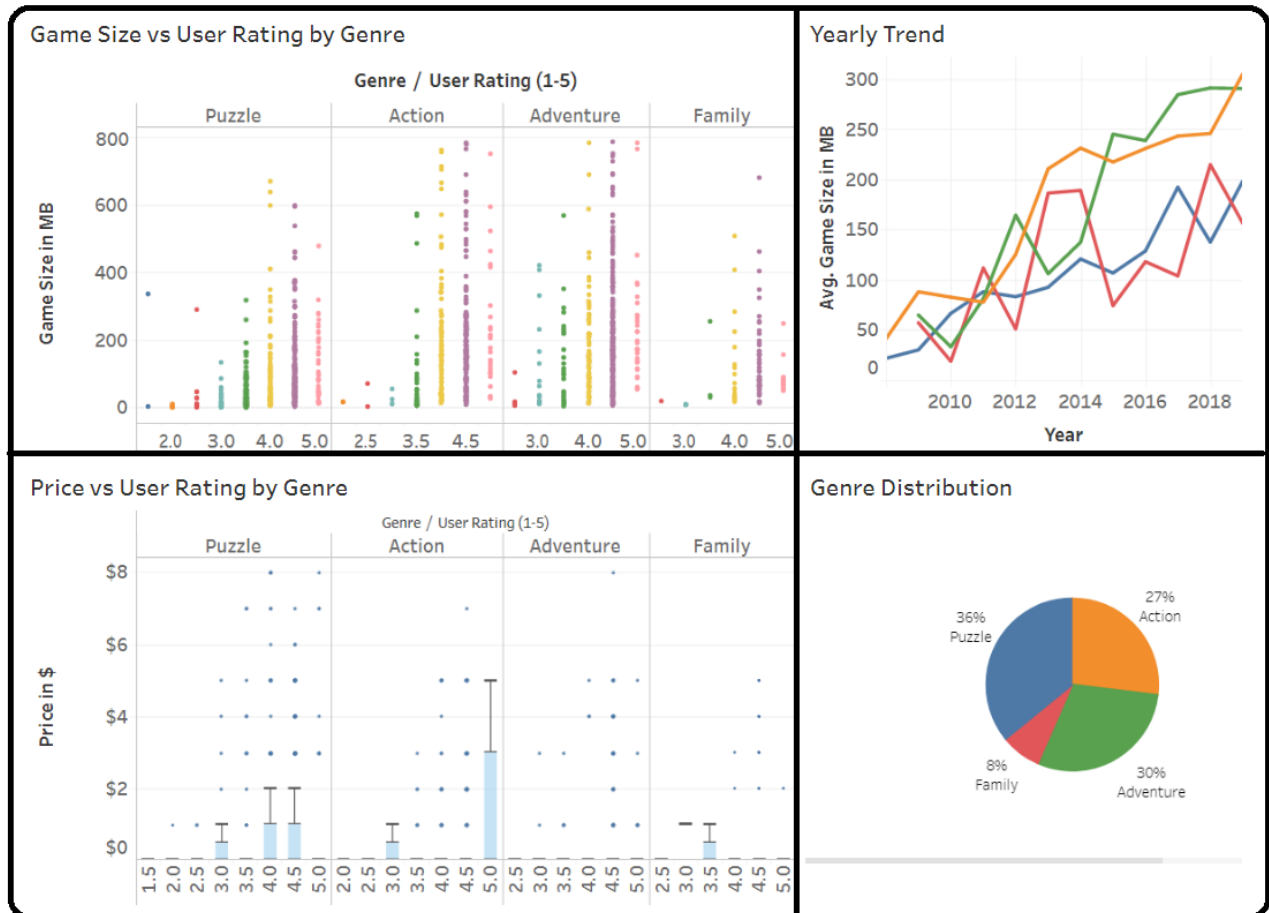 Game Size vs User Rating by Genre
Genre / User Rating (1-5)
Puzzle Action Adventure Family
Game Size in MB
800
600
400
200
0
2.0 3.0 4.0 5.0 2.5 3.5 4.5 3.0 4.0 5.0 3.0 4.0 5.0
Yearly Trend
Avg. Game Size in MB
300
250
200
150
100
50
0
2010 2012 2014 2016 2018
Year
Price vs User Rating by Genre
Genre / User Rating (1-5)
Puzzle Action Adventure Family
Price in $
$8
$6
$4
$2
$0
1.5 2.0 2.5 3.0 3.5 4.0 4.5 5.0 2.0 2.5 3.0 3.5 4.0 4.5 5.0 2.5 3.0 3.5 4.0 4.5 5.0 2.5 3.0 3.5 4.0 4.5 5.0
Genre Distribution
27%
Action
36%
Puzzle
8%
Family
30%
Adventure